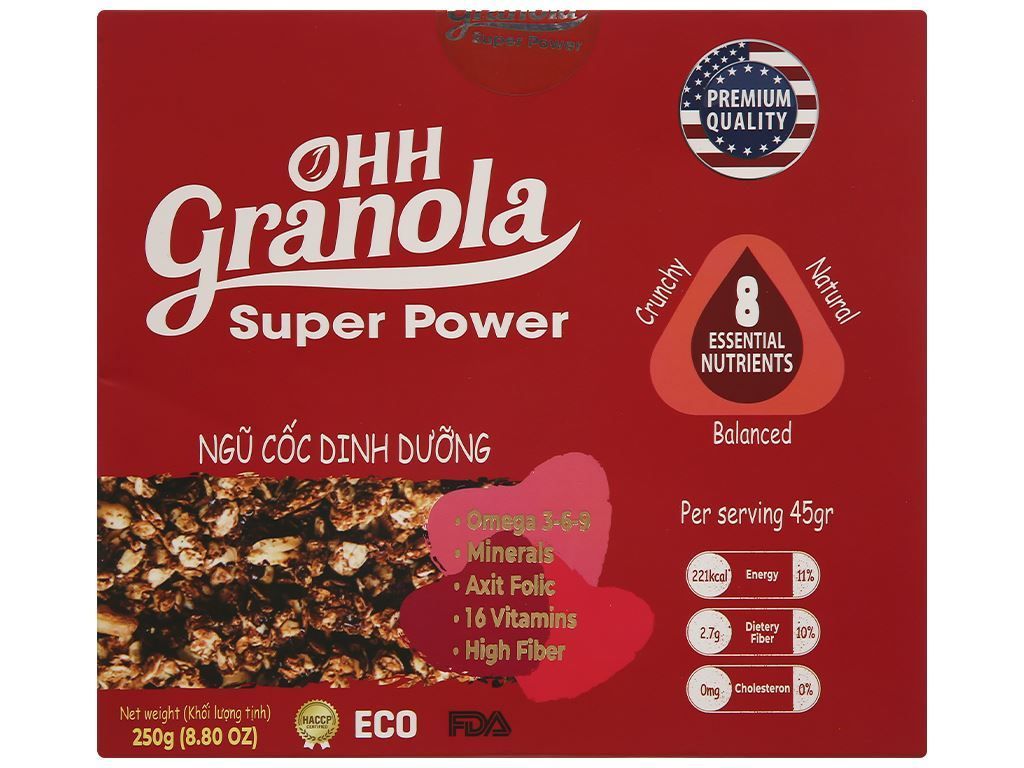 Granola
Super Power
PREMIUM
QUALITY
OHH
Granola
Super Power
Crunchy
Natural
8
ESSENTIAL
NUTRIENTS
Balanced
NGŨ CỐC DINH DƯỠNG
• Omega 3-6-9
• Minerals
• Axit Folic
• 16 Vitamins
• High Fiber
Per serving 45gr
221kcal Energy 11%
2.7g Dietery Fiber 10%
0mg Cholesteron 0%
Net weight (Khối lượng tịnh)
250g (8.80 OZ)
HACCP
CERTIFIED
ECO
FDA